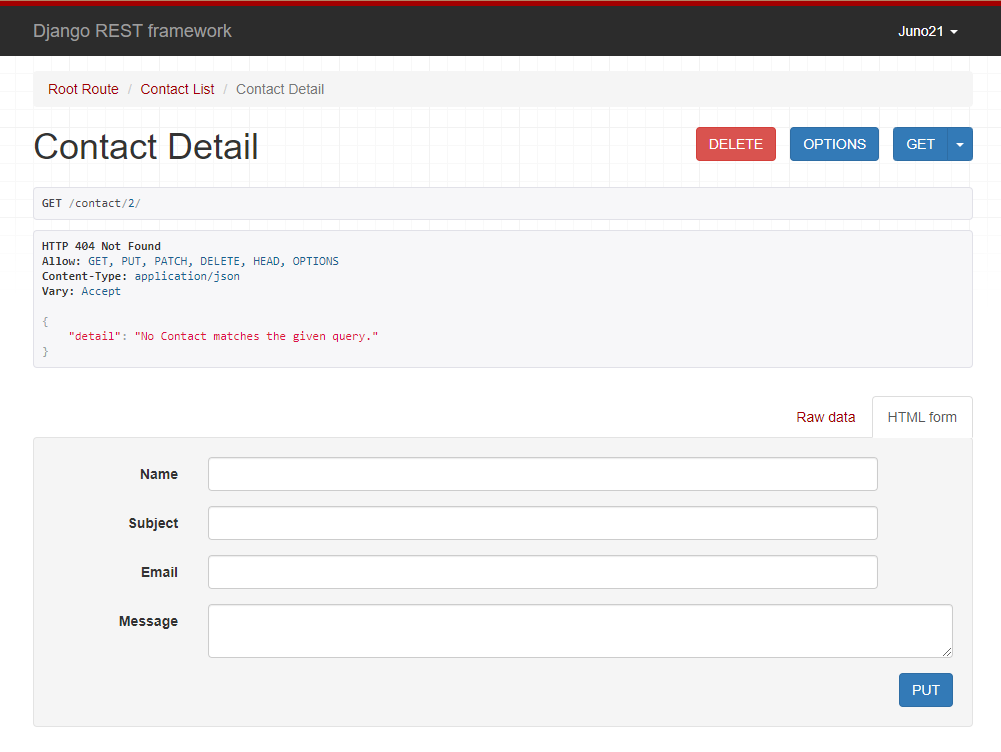 Django REST framework
Juno21
Root Route / Contact List / Contact Detail
Contact Detail
DELETE
OPTIONS
GET
GET /contact/2/
HTTP 404 Not Found
Allow: GET, PUT, PATCH, DELETE, HEAD, OPTIONS
Content-Type: application/json
Vary: Accept
{
    "detail": "No Contact matches the given query."
}
Raw data
HTML form
Name
Subject
Email
Message
PUT